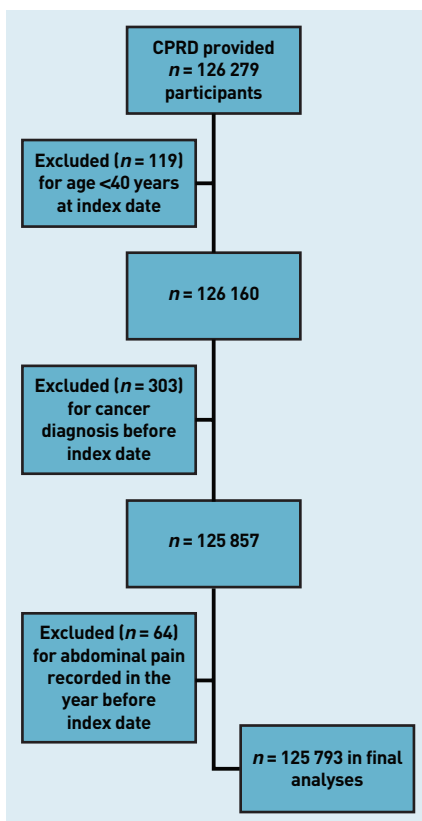 CPRD provided
n = 126 279
participants
Excluded (n = 119)
for age <40 years
at index date
n = 126 160
Excluded (n = 303)
for cancer
diagnosis before
index date
n = 125 857
Excluded (n = 64)
for abdominal pain
recorded in the
year before
index date
n = 125 793 in final
analyses